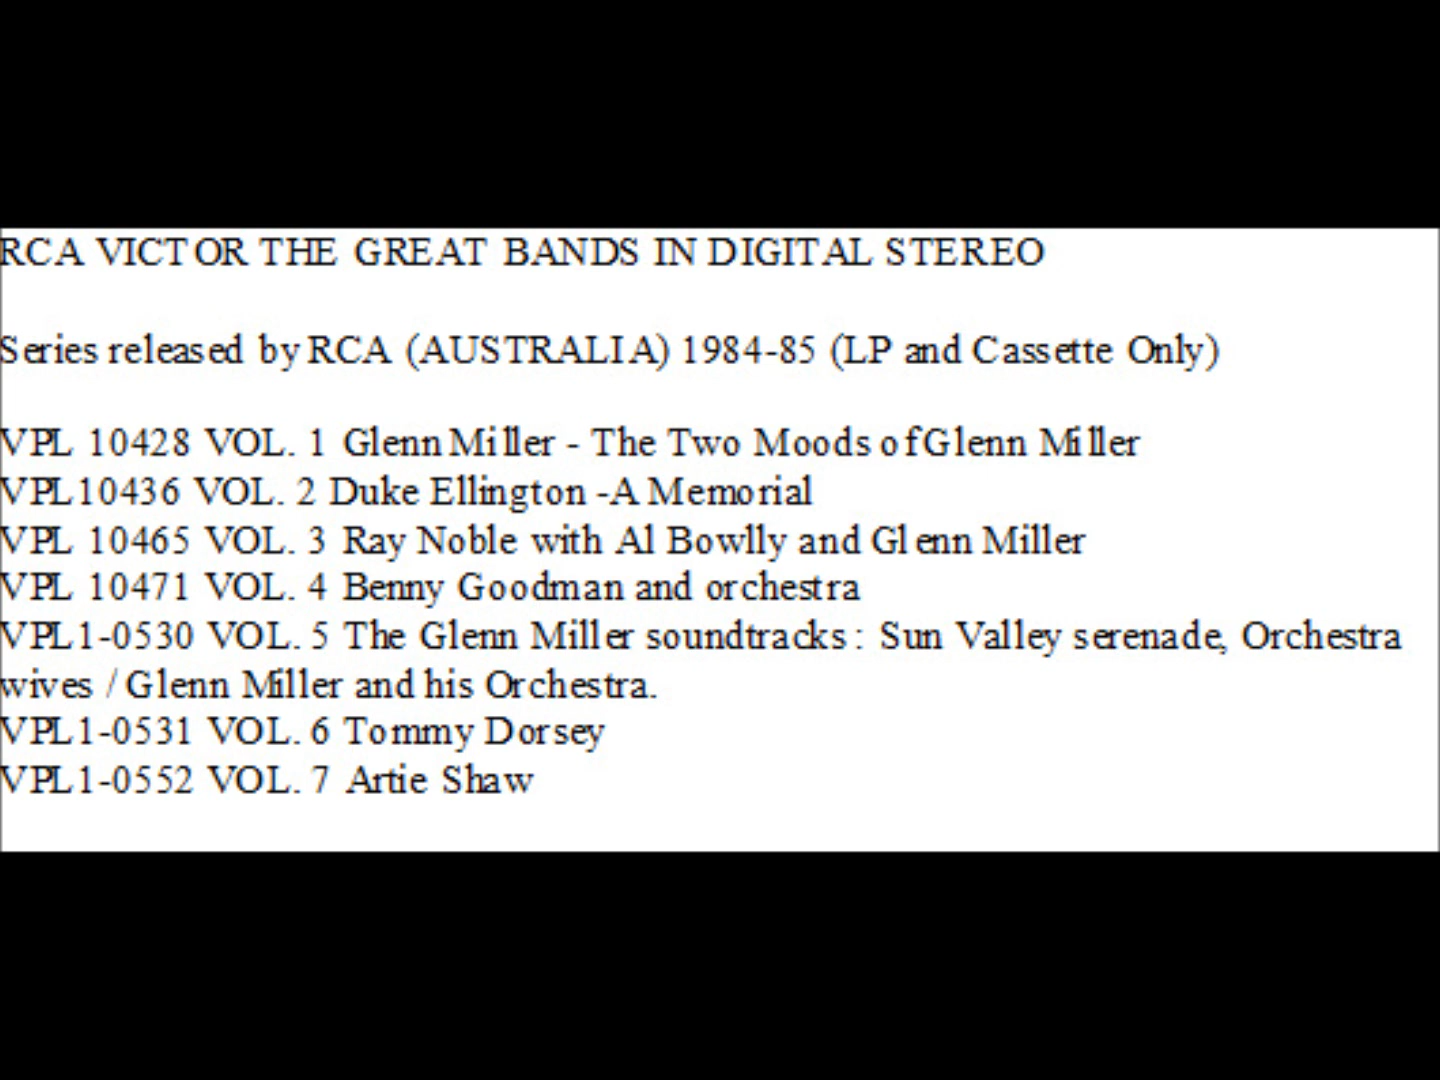 RCA VICTOR THE GREAT BANDS IN DIGITAL STEREO
Series released by RCA (AUSTRALIA) 1984-85 (LP and Cassette Only)
VPL 10428 VOL. 1 Glenn Miller - The Two Moods of Glenn Miller
VPL10436 VOL. 2 Duke Ellington -A Memorial
VPL 10465 VOL. 3 Ray Noble with Al Bowlly and Glenn Miller
VPL 10471 VOL. 4 Benny Goodman and orchestra
VPL1-0530 VOL. 5 The Glenn Miller soundtracks : Sun Valley serenade, Orchestra
wives / Glenn Miller and his Orchestra.
VPL1-0531 VOL. 6 Tommy Dorsey
VPL1-0552 VOL. 7 Artie Shaw